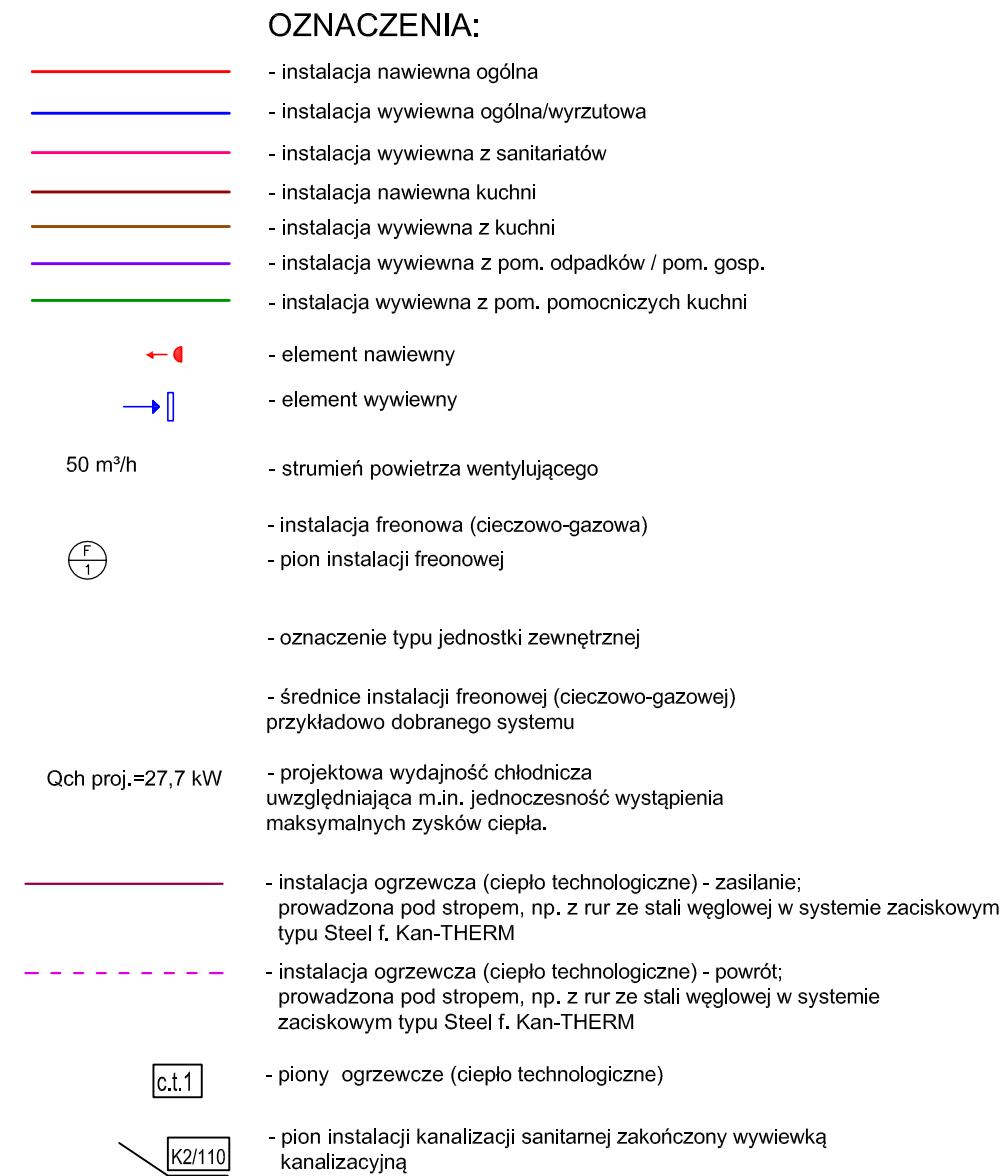 OZNACZENIA:
- instalacja nawiewna ogólna
- instalacja wywiewna ogólna/wyrzutowa
- instalacja wywiewna z sanitariatów
- instalacja nawiewna kuchni
- instalacja wywiewna z kuchni
- instalacja wywiewna z pom. odpadków / pom. gosp.
- instalacja wywiewna z pom. pomocniczych kuchni
- element nawiewny
- element wywiewny
50 m³/h
- strumień powietrza wentylującego
- instalacja freonowa (cieczowo-gazowa)
F
1
- pion instalacji freonowej
- oznaczenie typu jednostki zewnętrznej
- średnice instalacji freonowej (cieczowo-gazowej)
przykładowo dobranego systemu
Qch proj.=27,7 kW
- projektowa wydajność chłodnicza
uwzględniająca m.in. jednoczesność wystąpienia
maksymalnych zysków ciepła.
- instalacja ogrzewcza (ciepło technologiczne) - zasilanie;
prowadzona pod stropem, np. z rur ze stali węglowej w systemie zaciskowym
typu Steel f. Kan-THERM
- instalacja ogrzewcza (ciepło technologiczne) - powrót;
prowadzona pod stropem, np. z rur ze stali węglowej w systemie
zaciskowym typu Steel f. Kan-THERM
c.t.1
- piony ogrzewcze (ciepło technologiczne)
K2/110
- pion instalacji kanalizacji sanitarnej zakończony wywiewką
kanalizacyjną